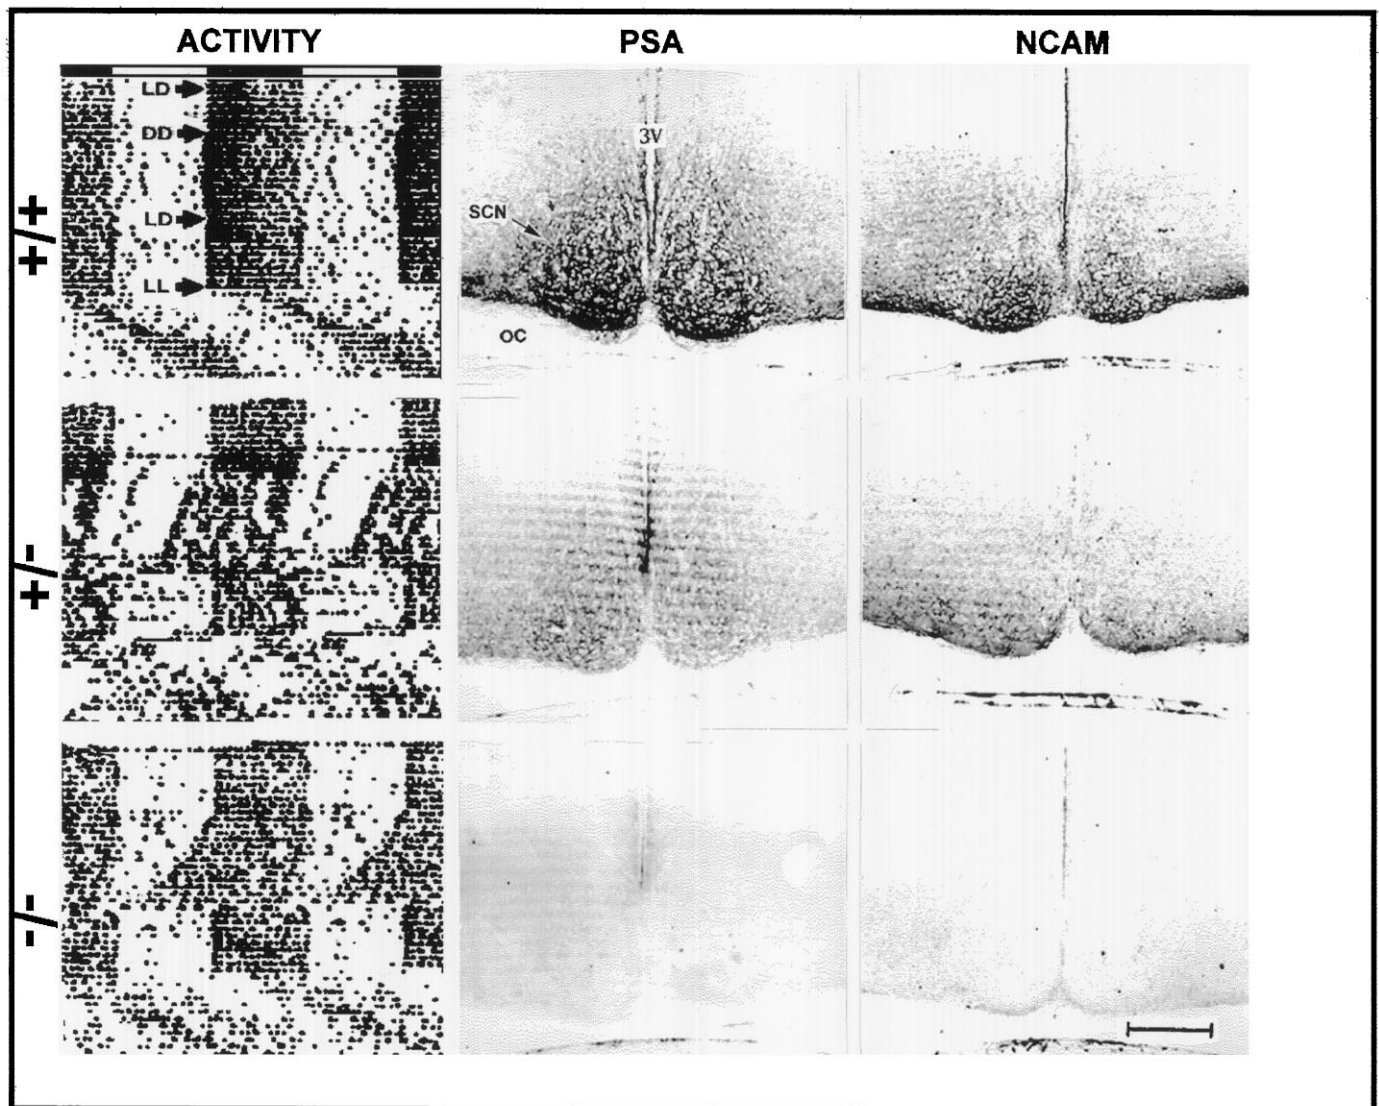 ACTIVITY PSA NCAM
+/+
LD
DD
LD
LL
3V
SCN
OC
+/-
-/-